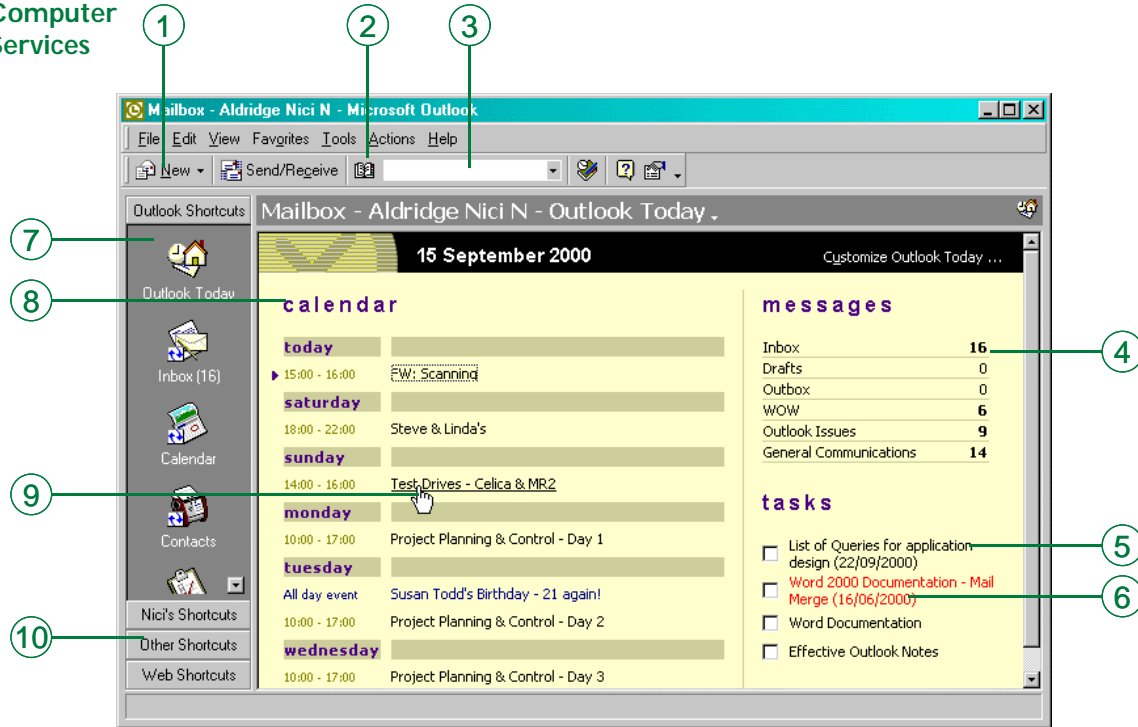 Computer
Services
1
2
3
Mailbox - Aldridge Nici N - Microsoft Outlook
File Edit View Favorites Tools Actions Help
New Send/Receive
Outlook Shortcuts
Mailbox - Aldridge Nici N - Outlook Today
7
Outlook Today
15 September 2000
Customize Outlook Today ...
8
calendar
today
15:00 - 16:00 FW: Scanning
saturday
18:00 - 22:00 Steve & Linda's
sunday
14:00 - 16:00 Test Drives - Celica & MR2
9
monday
10:00 - 17:00 Project Planning & Control - Day 1
tuesday
All day event Susan Todd's Birthday - 21 again!
10:00 - 17:00 Project Planning & Control - Day 2
wednesday
10:00 - 17:00 Project Planning & Control - Day 3
messages
Inbox 16
4
Drafts 0
Outbox 0
WOW 6
Outlook Issues 9
General Communications 14
tasks
List of Queries for application
design (22/09/2000)
5
Word 2000 Documentation - Mail
Merge (16/06/2000)
6
Word Documentation
Effective Outlook Notes
Inbox (16)
Calendar
Contacts
Nici's Shortcuts
10
Other Shortcuts
Web Shortcuts